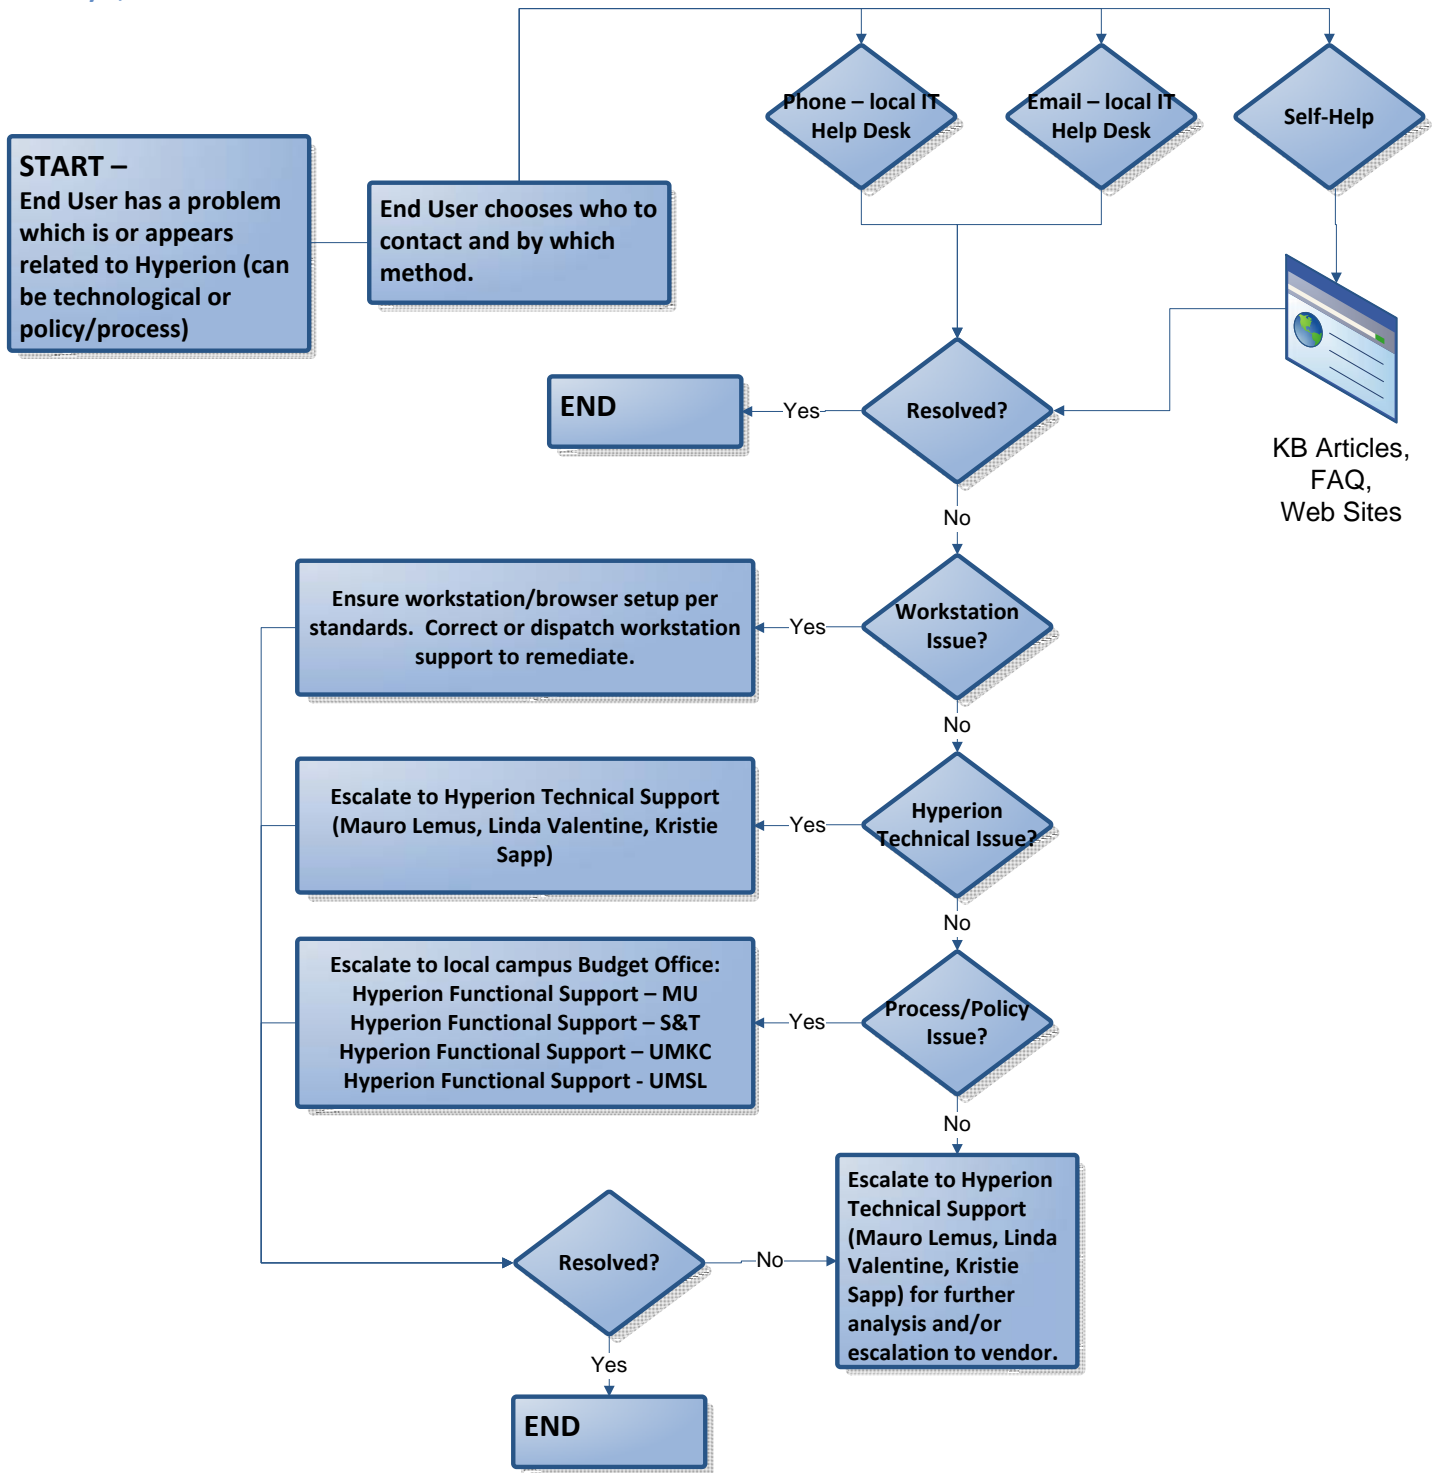 Phone – local IT
Help Desk
Email – local IT
Help Desk
Self-Help
START –
End User has a problem
which is or appears
related to Hyperion (can
be technological or
policy/process)
End User chooses who to
contact and by which
method.
KB Articles,
FAQ,
Web Sites
Resolved?
Yes
END
No
Workstation
Issue?
Yes
Ensure workstation/browser setup per
standards.  Correct or dispatch workstation
support to remediate.
No
Hyperion
Technical Issue?
Yes
Escalate to Hyperion Technical Support
(Mauro Lemus, Linda Valentine, Kristie
Sapp)
No
Process/Policy
Issue?
Yes
Escalate to local campus Budget Office:
Hyperion Functional Support – MU
Hyperion Functional Support – S&T
Hyperion Functional Support – UMKC
Hyperion Functional Support - UMSL
No
Escalate to Hyperion
Technical Support
(Mauro Lemus, Linda
Valentine, Kristie
Sapp) for further
analysis and/or
escalation to vendor.
Resolved?
No
Yes
END